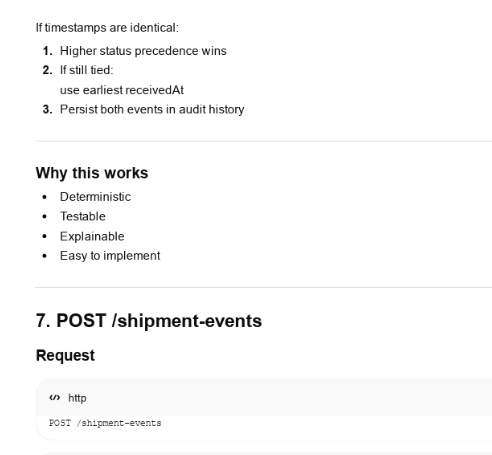 If timestamps are identical:
1. Higher status precedence wins
2. If still tied:
use earliest receivedAt
3. Persist both events in audit history
Why this works
• Deterministic
• Testable
• Explainable
• Easy to implement
7. POST /shipment-events
Request
</> http
POST /shipment-events